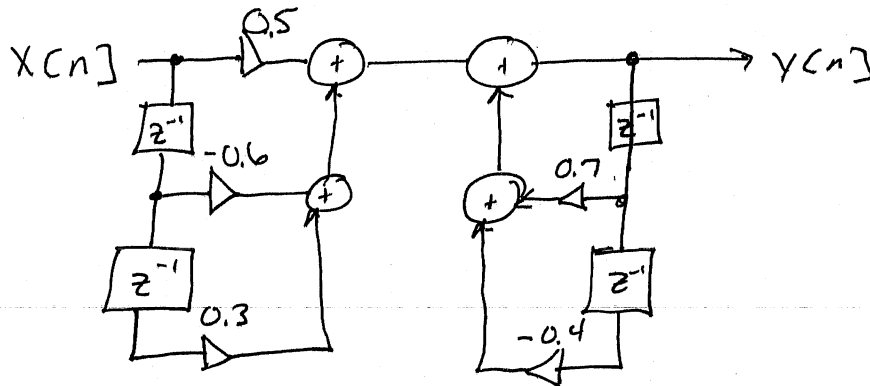 0.5
x[n] + + y[n]
z⁻¹ z⁻¹
-0.6 0.7
+ +
z⁻¹ z⁻¹
0.3 -0.4